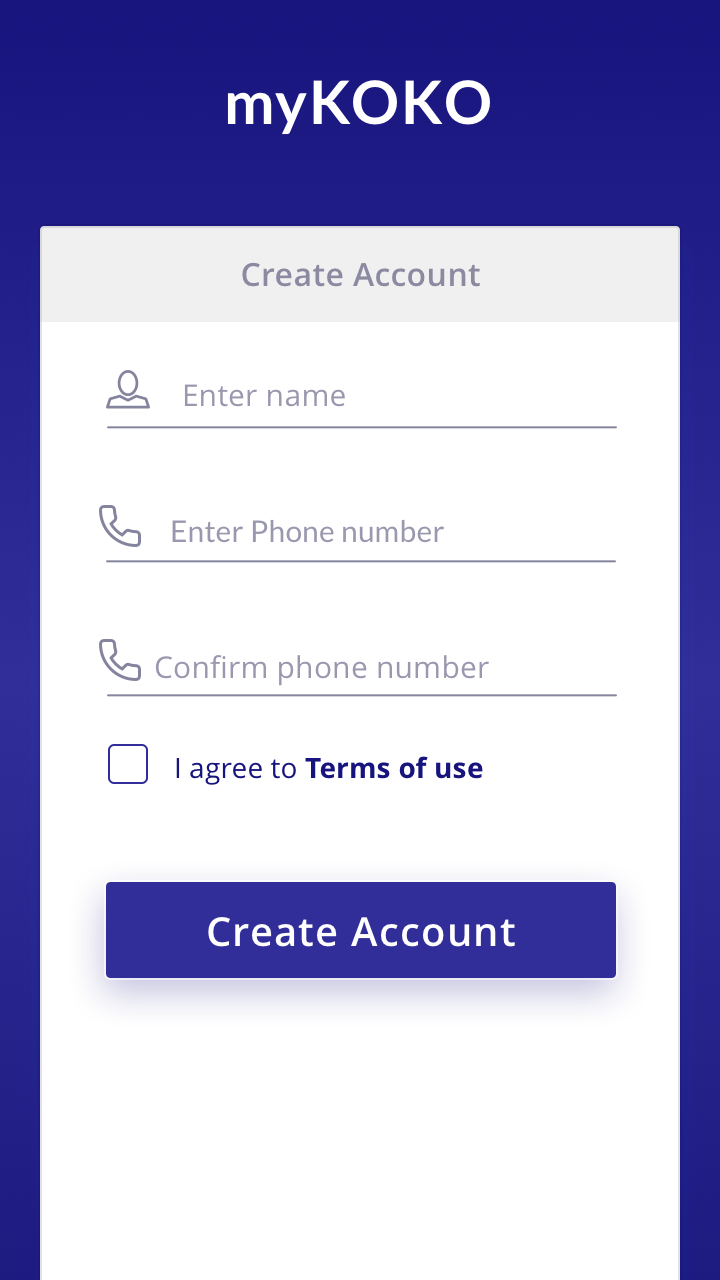 myKOKO
Create Account
Enter name
Enter Phone number
Confirm phone number
I agree to Terms of use
Create Account